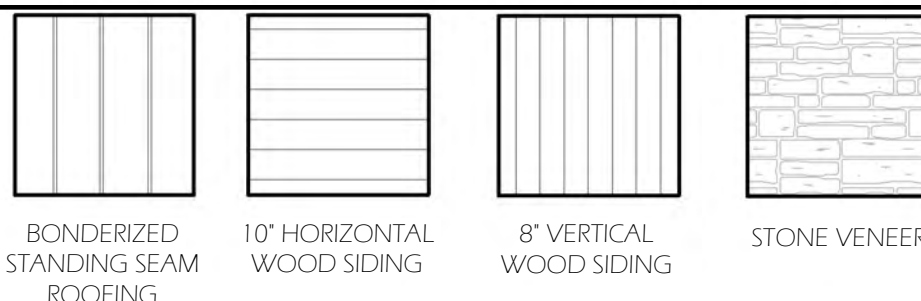 BONDERIZED
STANDING SEAM
ROOFING
10" HORIZONTAL
WOOD SIDING
8" VERTICAL
WOOD SIDING
STONE VENEER